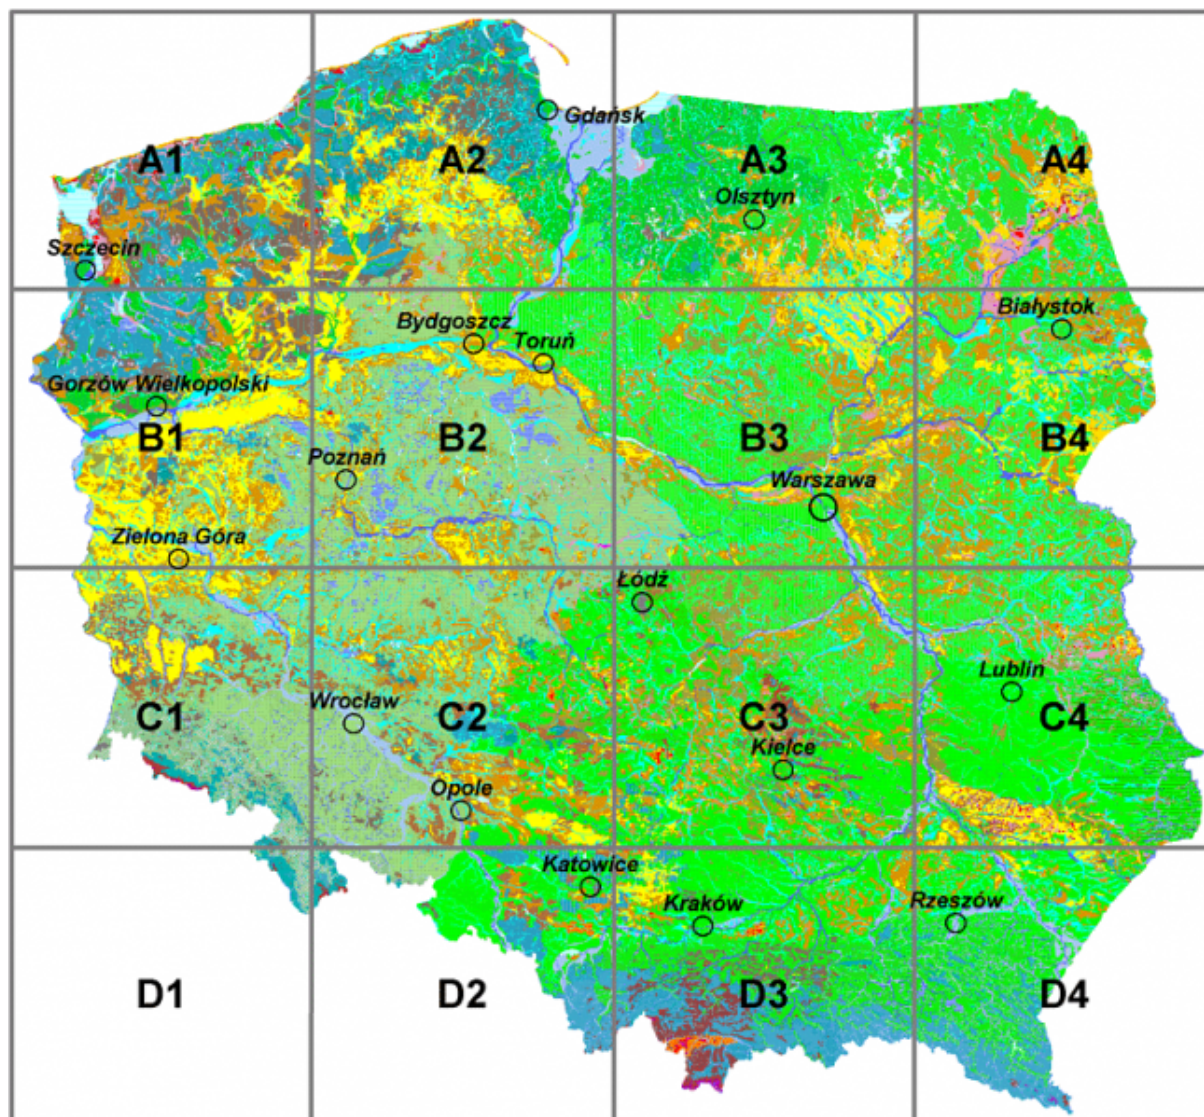 Gdańsk
A1
A2
A3
A4
Olsztyn
Szczecin
Białystok
Bydgoszcz
Toruń
Gorzów Wielkopolski
B1
B2
B3
B4
Poznań
Warszawa
Zielona Góra
Łódź
Lublin
Wrocław
C1
C2
C3
C4
Kielce
Opole
Katowice
Kraków
Rzeszów
D1
D2
D3
D4